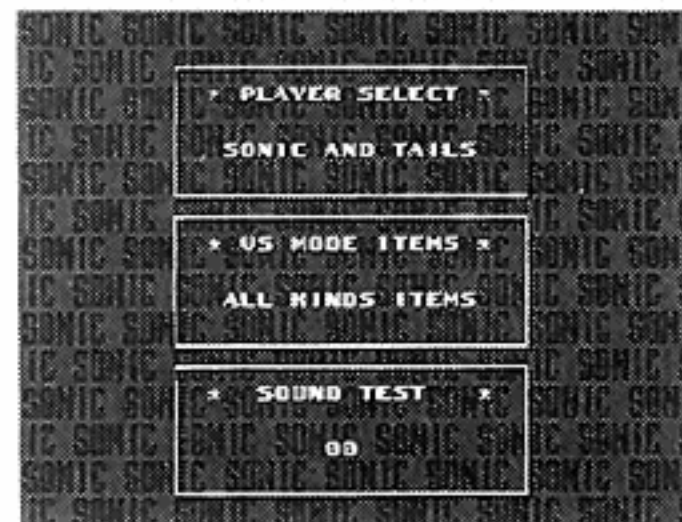 * PLAYER SELECT *
SONIC AND TAILS
* VS MODE ITEMS *
ALL KINDS ITEMS
* SOUND TEST *
00